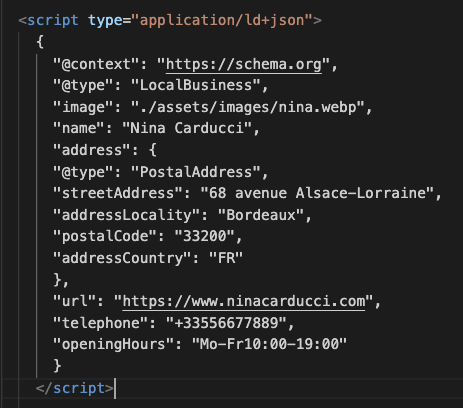 <script type="application/ld+json">
{
"@context": "https://schema.org",
"@type": "LocalBusiness",
"image": "./assets/images/nina.webp",
"name": "Nina Carducci",
"address": {
"@type": "PostalAddress",
"streetAddress": "68 avenue Alsace-Lorraine",
"addressLocality": "Bordeaux",
"postalCode": "33200",
"addressCountry": "FR"
},
"url": "https://www.ninacarducci.com",
"telephone": "+33556677889",
"openingHours": "Mo-Fr10:00-19:00"
}
</script>